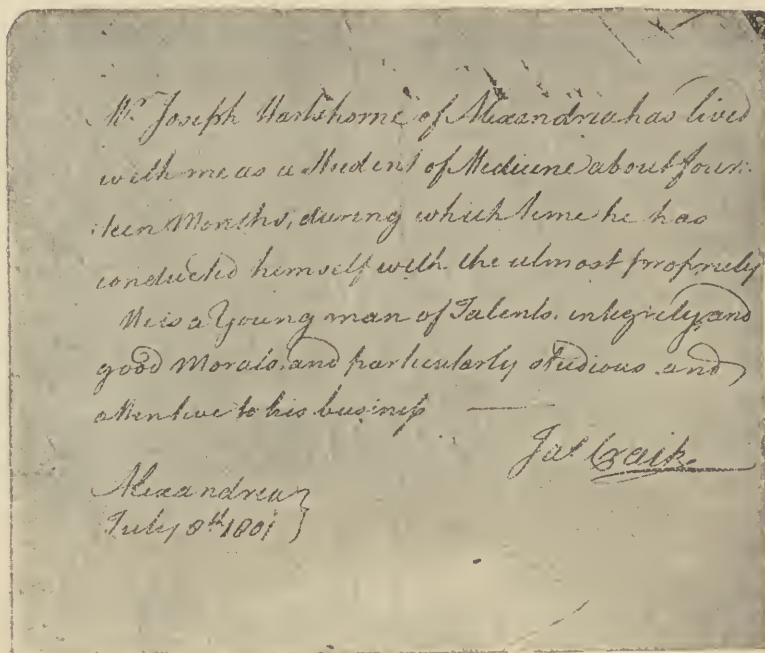 Mr Joseph Hartshorne of Alexandria has lived
with me as a Student of Medicine about four:
:teen Months, during which time he has
conducted himself with the utmost propriety
He is a Young man of Talents, integrity, and
good Morals, and particularly studious and
attentive to his business
Jas Craik
Alexandria
July 8th 1801